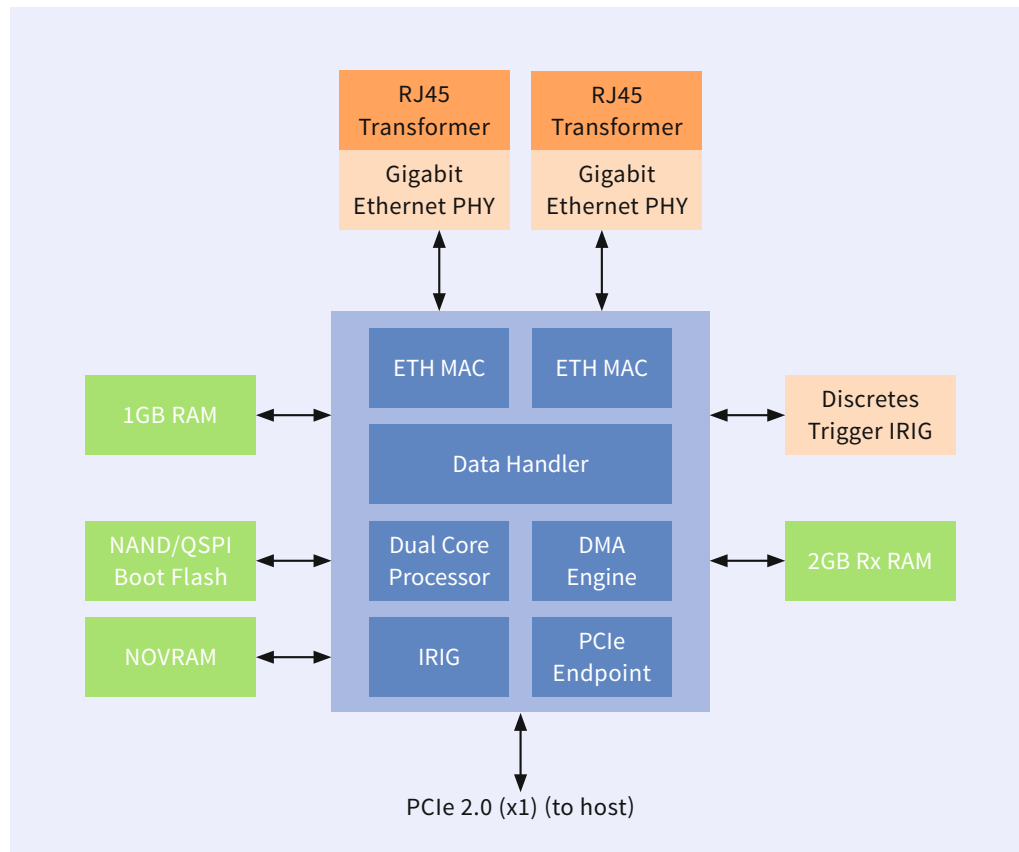 RJ45
Transformer
Gigabit
Ethernet PHY
RJ45
Transformer
Gigabit
Ethernet PHY
ETH MAC
ETH MAC
1GB RAM
Discretes
Trigger IRIG
Data Handler
NAND/QSPI
Boot Flash
Dual Core
Processor
DMA
Engine
2GB Rx RAM
NOVRAM
IRIG
PCIe
Endpoint
PCIe 2.0 (x1) (to host)